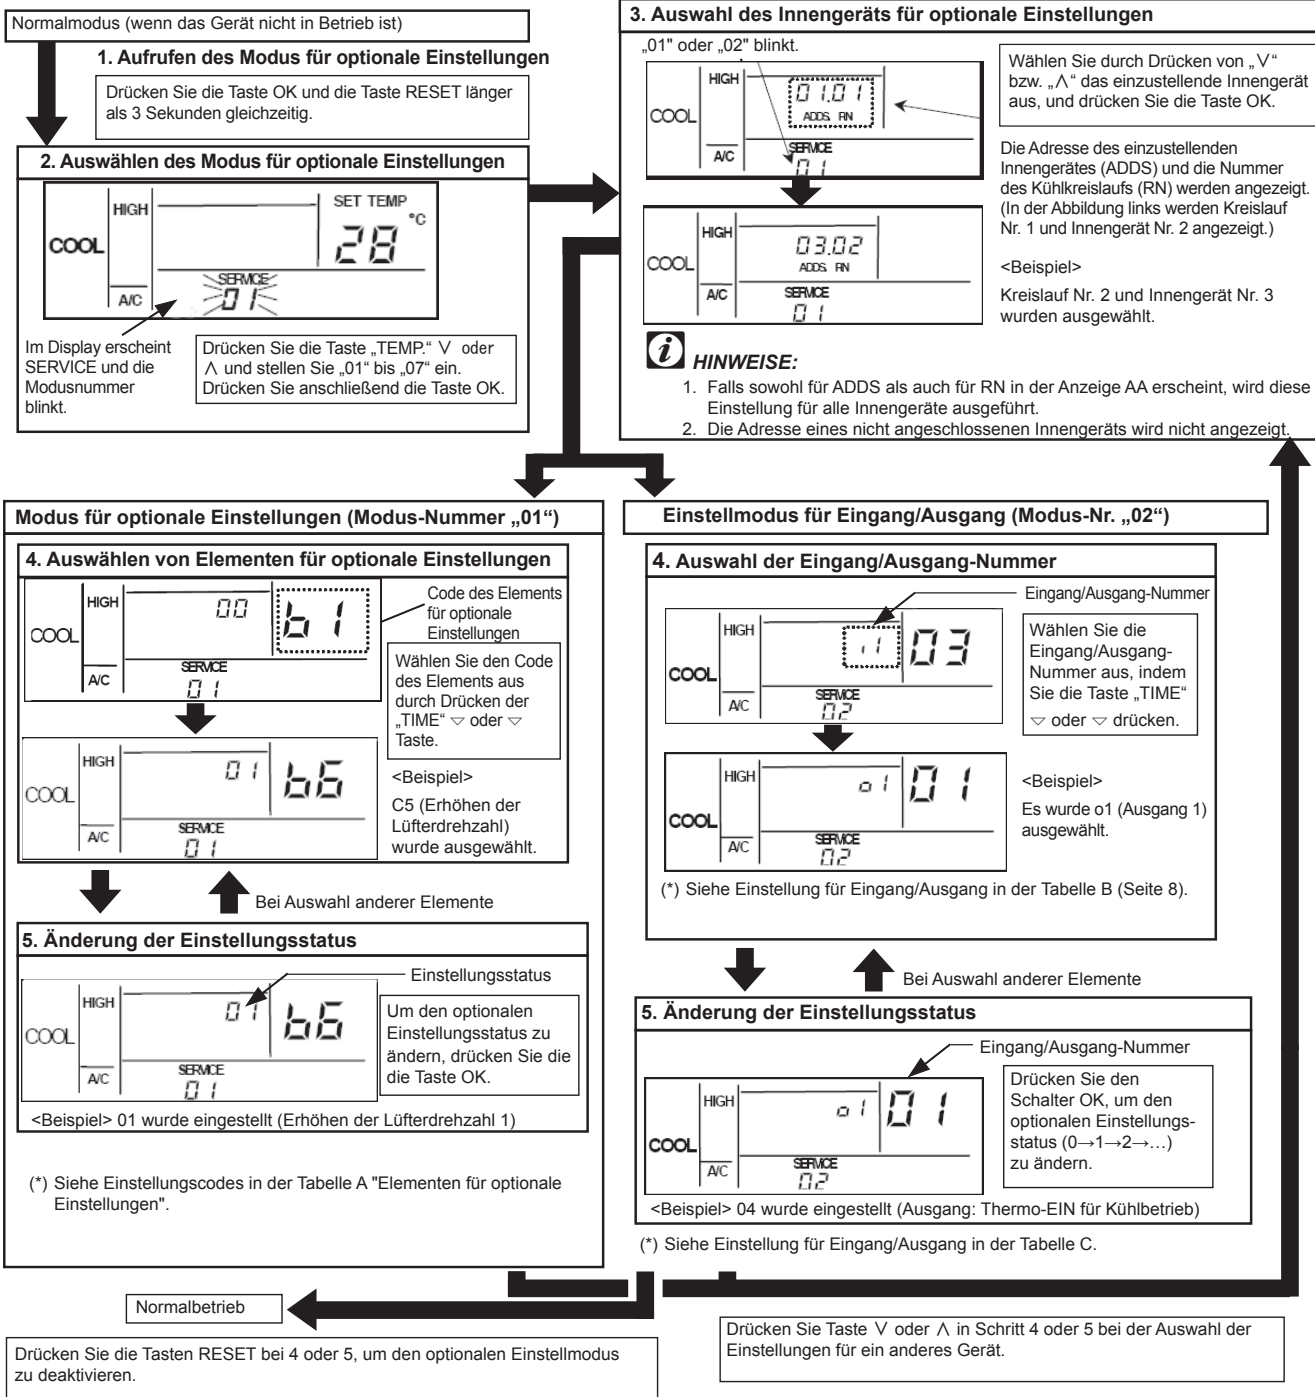 Normalmodus (wenn das Gerät nicht in Betrieb ist)
1. Aufrufen des Modus für optionale Einstellungen
Drücken Sie die Taste OK und die Taste RESET länger
als 3 Sekunden gleichzeitig.
2. Auswählen des Modus für optionale Einstellungen
HIGH
SET TEMP
°C
COOL
28
SERVICE
01
A/C
Im Display erscheint
SERVICE und die
Modusnummer
blinkt.
Drücken Sie die Taste „TEMP.“ ∨ oder
∧ und stellen Sie „01“ bis „07“ ein.
Drücken Sie anschließend die Taste OK.
3. Auswahl des Innengeräts für optionale Einstellungen
„01" oder „02" blinkt.
HIGH
01.01
COOL
ADDS. RN
SERVICE
A/C
01
HIGH
03.02
COOL
ADDS. RN
SERVICE
A/C
01
Wählen Sie durch Drücken von „∨“
bzw. „∧“ das einzustellende Innengerät
aus, und drücken Sie die Taste OK.
Die Adresse des einzustellenden
Innengerätes (ADDS) und die Nummer
des Kühlkreislaufs (RN) werden angezeigt.
(In der Abbildung links werden Kreislauf
Nr. 1 und Innengerät Nr. 2 angezeigt.)
<Beispiel>
Kreislauf Nr. 2 und Innengerät Nr. 3
wurden ausgewählt.
i HINWEISE:
1. Falls sowohl für ADDS als auch für RN in der Anzeige AA erscheint, wird diese
Einstellung für alle Innengeräte ausgeführt.
2. Die Adresse eines nicht angeschlossenen Innengeräts wird nicht angezeigt.
Modus für optionale Einstellungen (Modus-Nummer „01“)
4. Auswählen von Elementen für optionale Einstellungen
HIGH
00
b1
COOL
SERVICE
A/C
01
Code des Elements
für optionale
Einstellungen
Wählen Sie den Code
des Elements aus
durch Drücken der
„TIME“ ▽ oder ▽
Taste.
HIGH
01
b6
COOL
SERVICE
A/C
01
<Beispiel>
C5 (Erhöhen der
Lüfterdrehzahl)
wurde ausgewählt.
Bei Auswahl anderer Elemente
5. Änderung der Einstellungsstatus
Einstellungsstatus
HIGH
01
b6
COOL
SERVICE
A/C
01
Um den optionalen
Einstellungsstatus zu
ändern, drücken Sie die
die Taste OK.
<Beispiel> 01 wurde eingestellt (Erhöhen der Lüfterdrehzahl 1)
(*) Siehe Einstellungscodes in der Tabelle A "Elementen für optionale
Einstellungen".
Einstellmodus für Eingang/Ausgang (Modus-Nr. „02“)
4. Auswahl der Eingang/Ausgang-Nummer
Eingang/Ausgang-Nummer
HIGH
i1
03
COOL
SERVICE
A/C
02
Wählen Sie die
Eingang/Ausgang-
Nummer aus, indem
Sie die Taste „TIME“
▽ oder ▽ drücken.
HIGH
o1
01
COOL
SERVICE
A/C
02
<Beispiel>
Es wurde o1 (Ausgang 1)
ausgewählt.
(*) Siehe Einstellung für Eingang/Ausgang in der Tabelle B (Seite 8).
Bei Auswahl anderer Elemente
5. Änderung der Einstellungsstatus
Eingang/Ausgang-Nummer
HIGH
o1
01
COOL
SERVICE
A/C
02
Drücken Sie den
Schalter OK, um den
optionalen Einstellungs-
status (0→1→2→…)
zu ändern.
<Beispiel> 04 wurde eingestellt (Ausgang: Thermo-EIN für Kühlbetrieb)
(*) Siehe Einstellung für Eingang/Ausgang in der Tabelle C.
Normalbetrieb
Drücken Sie die Tasten RESET bei 4 oder 5, um den optionalen Einstellmodus
zu deaktivieren.
Drücken Sie Taste ∨ oder ∧ in Schritt 4 oder 5 bei der Auswahl der
Einstellungen für ein anderes Gerät.